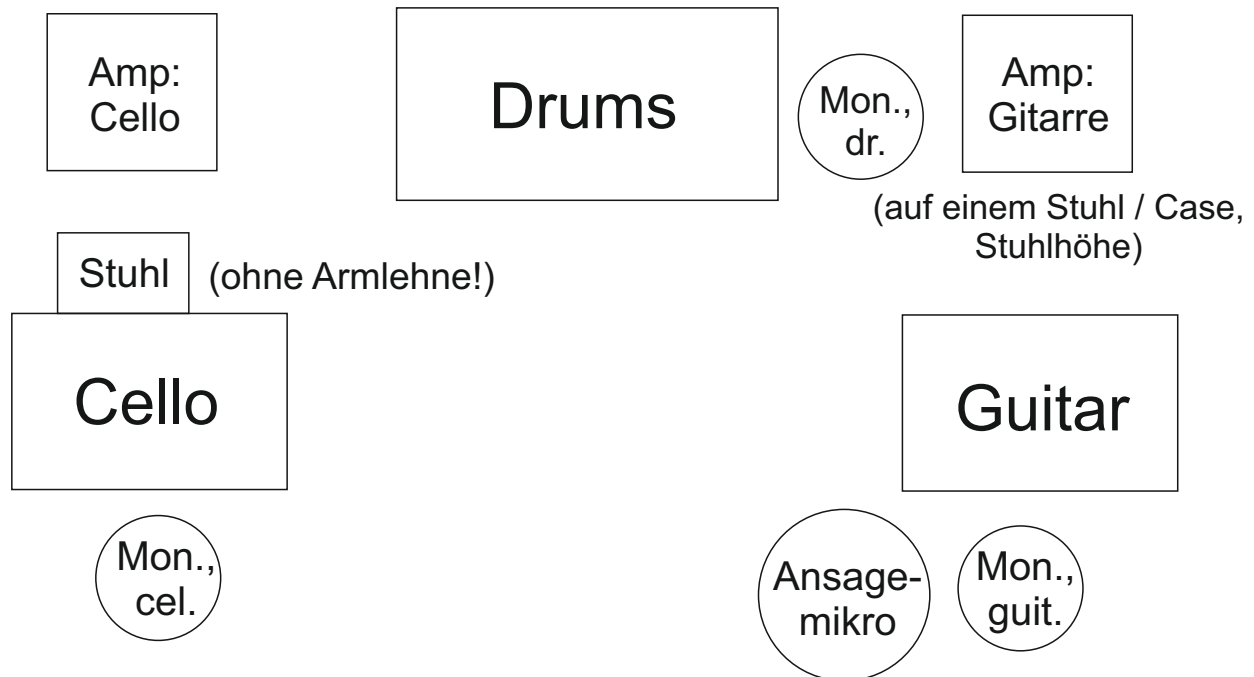 Amp:
Cello
Drums
Mon.,
dr.
Amp:
Gitarre
(auf einem Stuhl / Case,
Stuhlhöhe)
Stuhl
(ohne Armlehne!)
Cello
Guitar
Mon.,
cel.
Ansage-
mikro
Mon.,
guit.